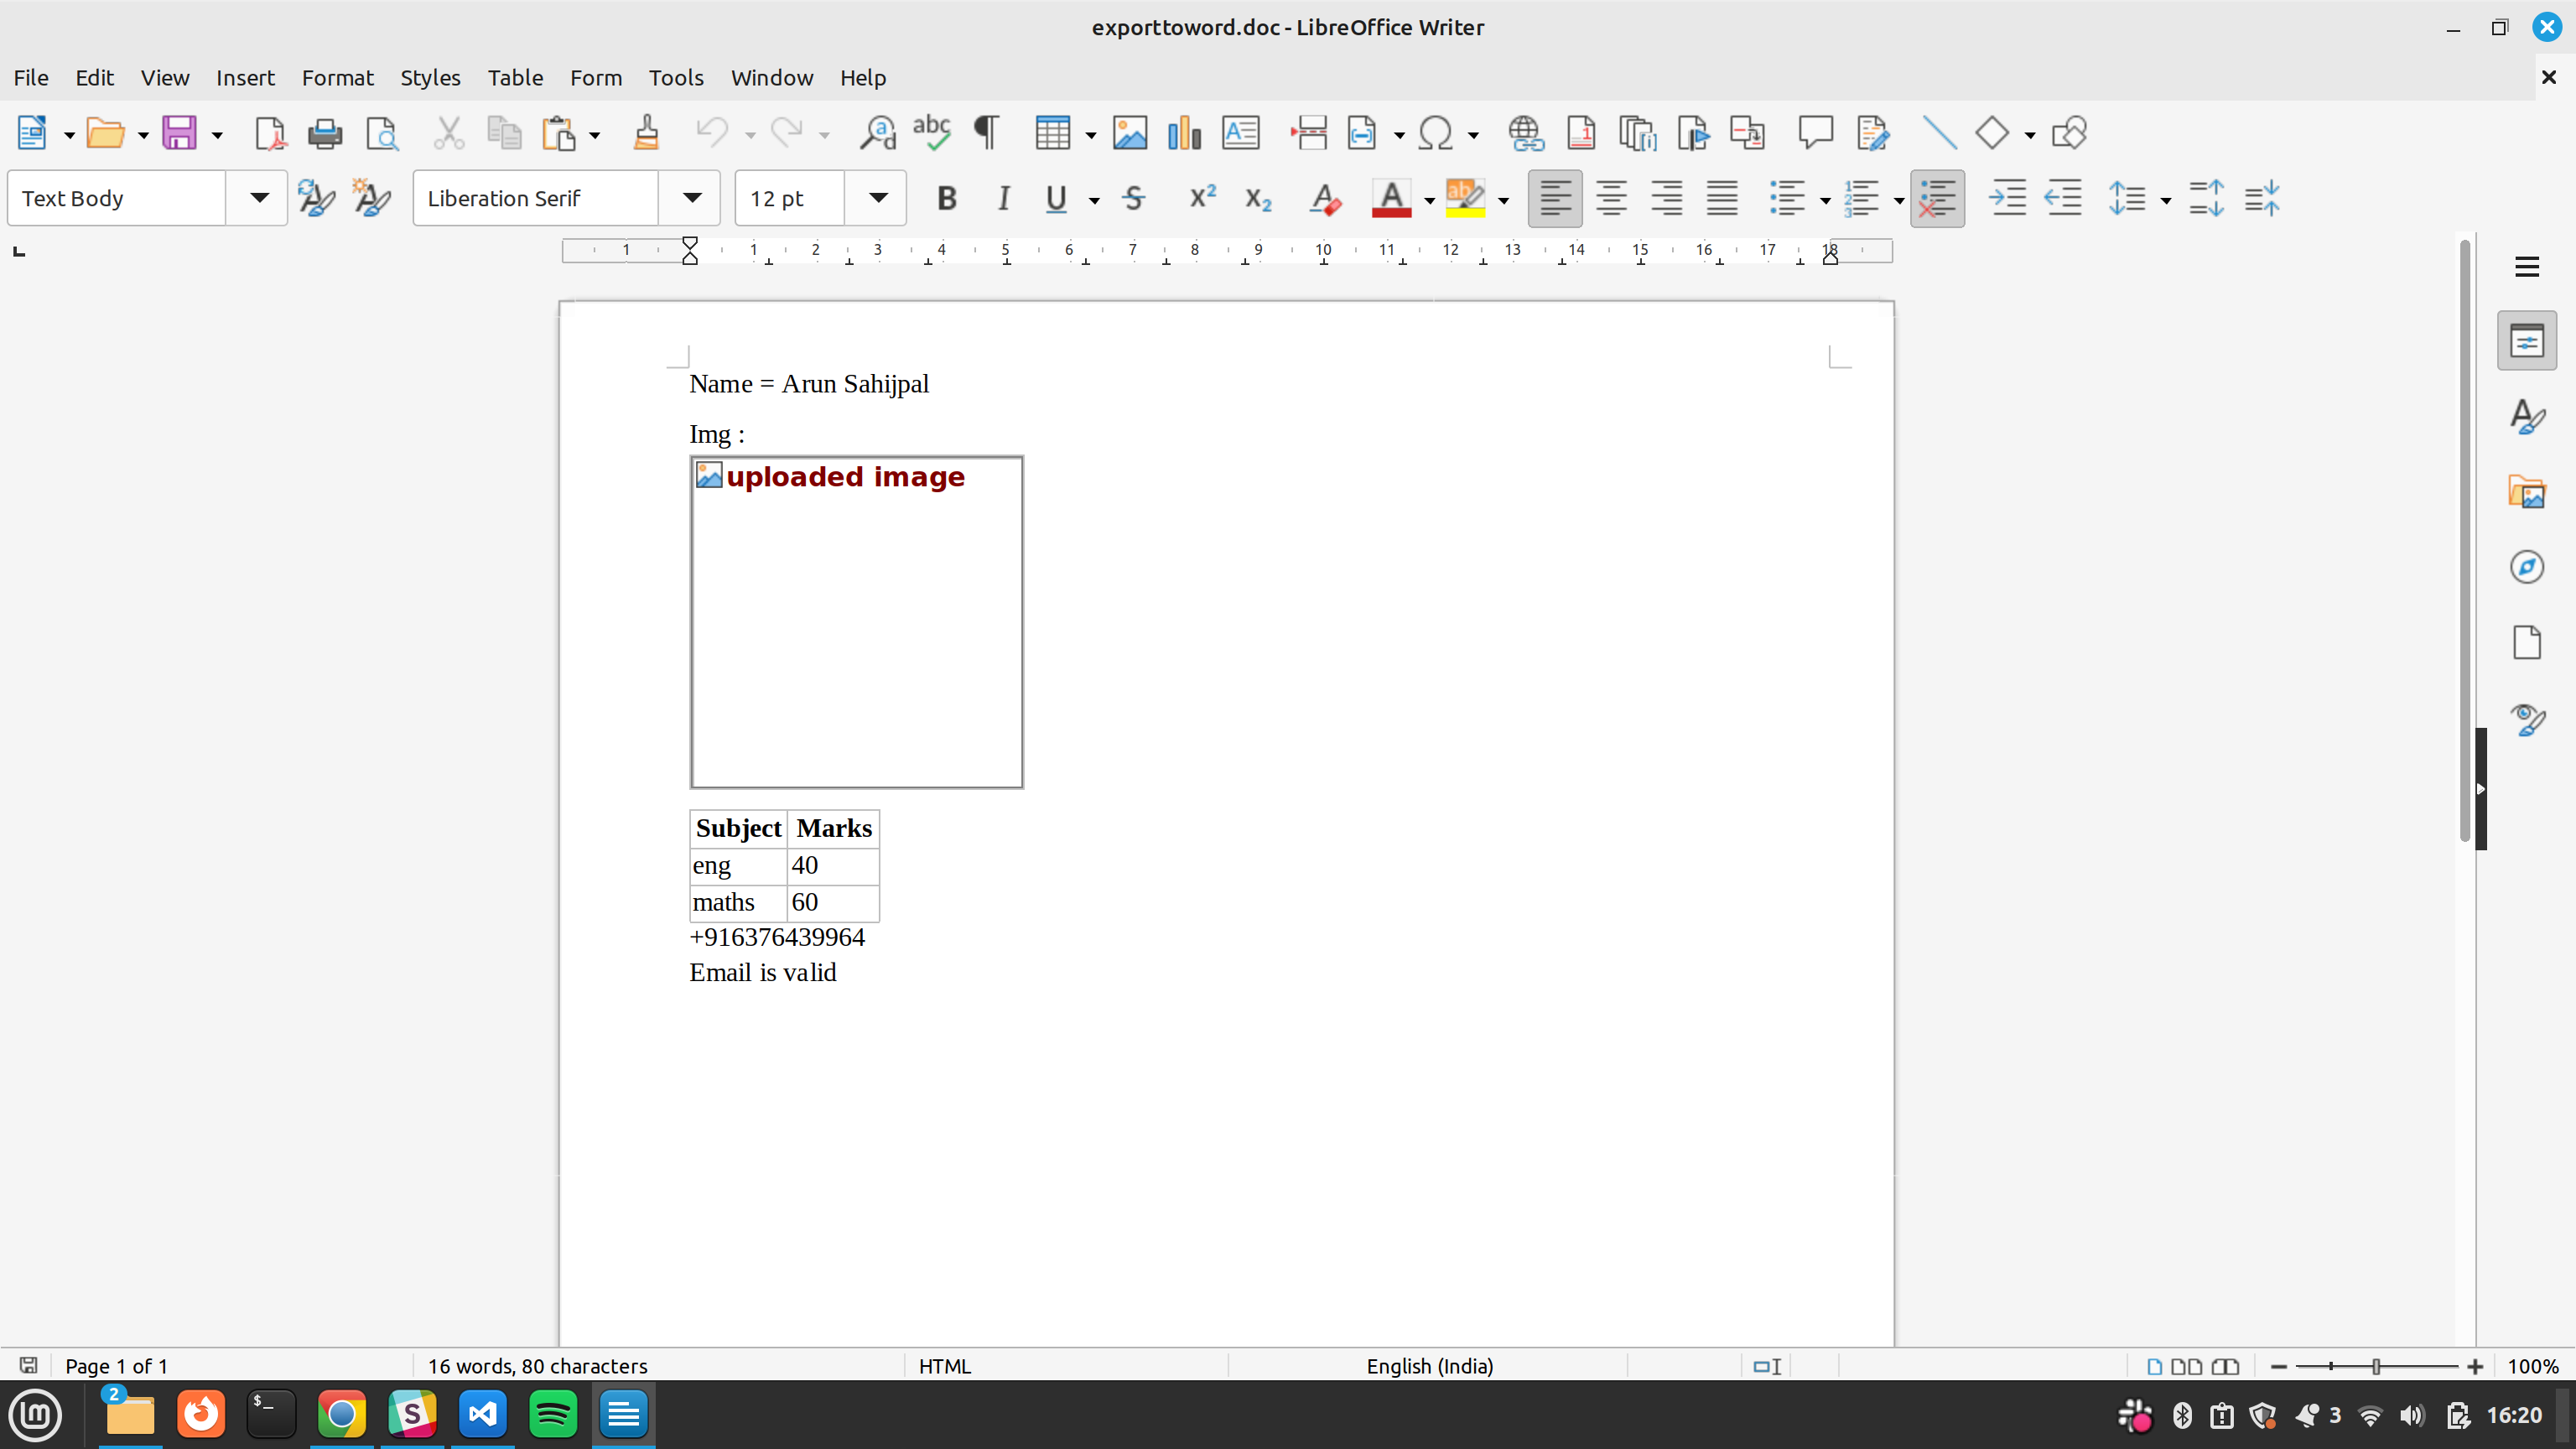 exporttoword.doc - LibreOffice Writer
File Edit View Insert Format Styles Table Form Tools Window Help
Text Body Liberation Serif 12 pt
1 1 2 3 4 5 6 7 8 9 10 11 12 13 14 15 16 17 18
Name = Arun Sahijpal
Img :
uploaded image
Subject Marks
eng 40
maths 60
+916376439964
Email is valid
Page 1 of 1 16 words, 80 characters HTML English (India) 100%
2 3 16:20